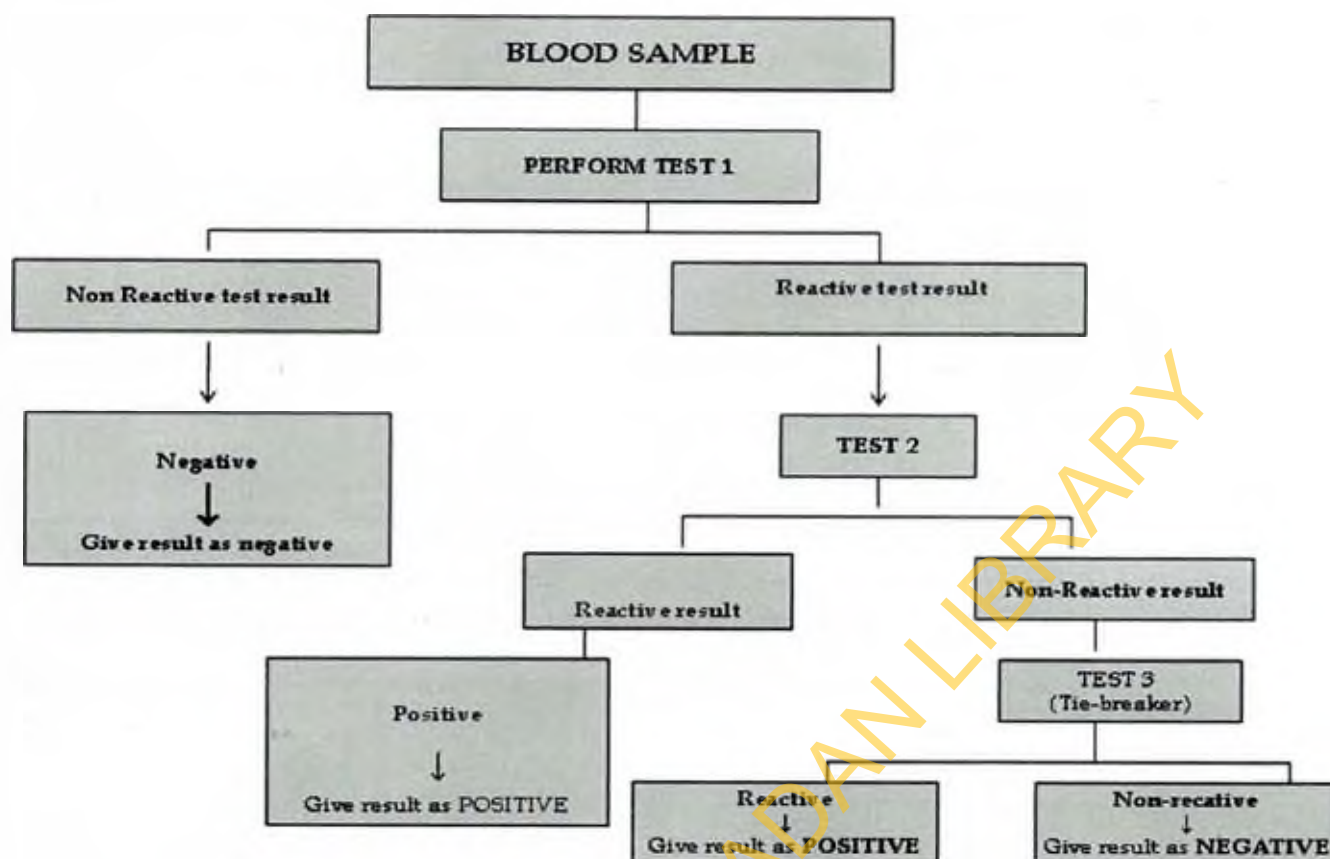 BLOOD SAMPLE
PERFORM TEST 1
Non Reactive test result
Reactive test result
Negative
Give result as negative
TEST 2
Reactive result
Non-Reactive result
Positive
Give result as POSITIVE
TEST 3
(Tie-breaker)
Reactive
Give result as POSITIVE
Non-recative
Give result as NEGATIVE
DAN LIBRARY